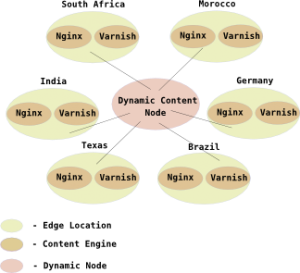 South Africa
Morocco
Nginx Varnish
Nginx Varnish
India
Germany
Nginx Varnish
Dynamic Content
Node
Nginx Varnish
Texas
Brazil
Nginx Varnish
Nginx Varnish
- Edge Location
- Content Engine
- Dynamic Node